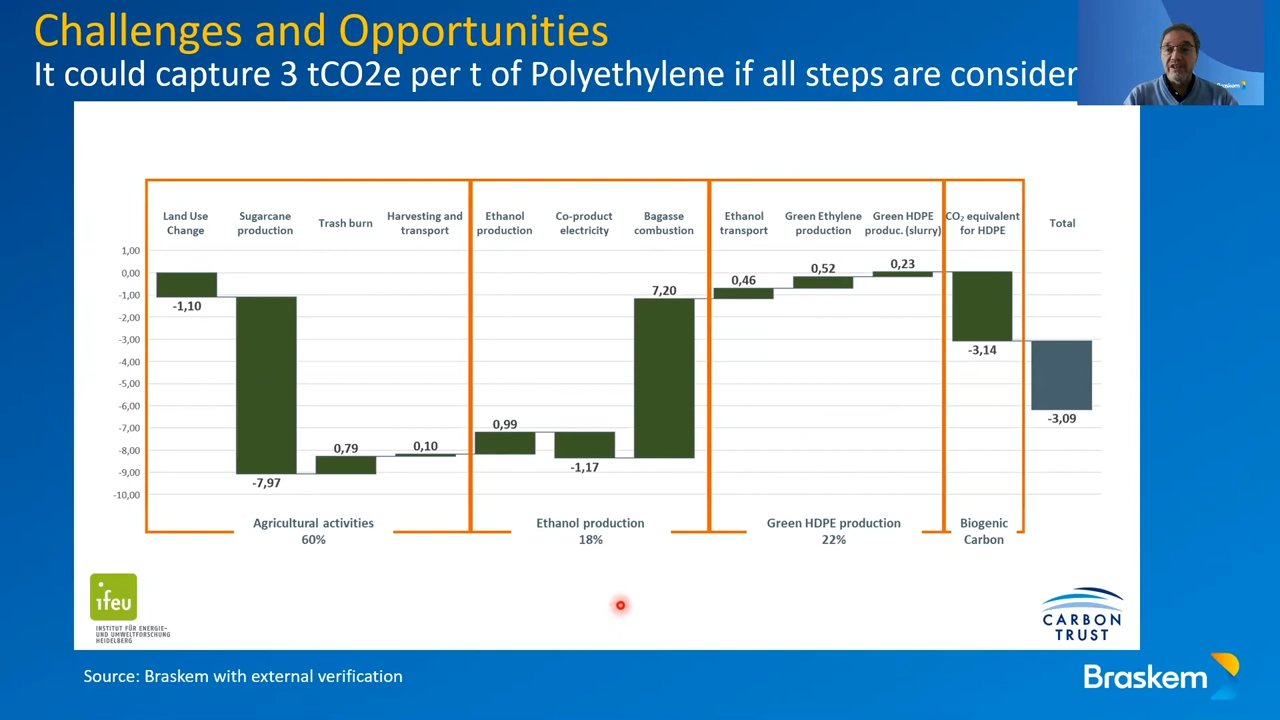 Challenges and Opportunities
It could capture 3 tCO2e per t of Polyethylene if all steps are consider
Braskem
Land Use
Change
Sugarcane
production
Trash burn
Harvesting and
transport
Ethanol
production
Co-product
electricity
Bagasse
combustion
Ethanol
transport
Green Ethylene
production
Green HDPE
produc. (slurry)
CO₂ equivalent
for HDPE
Total
1,00
0,00
-1,00
-2,00
-3,00
-4,00
-5,00
-6,00
-7,00
-8,00
-9,00
-10,00
-1,10
-7,97
0,79
0,10
0,99
-1,17
7,20
0,46
0,52
0,23
-3,14
-3,09
Agricultural activities
60%
Ethanol production
18%
Green HDPE production
22%
Biogenic
Carbon
ifeu
INSTITUT FÜR ENERGIE-
UND UMWELTFORSCHUNG
HEIDELBERG
CARBON
TRUST
Source: Braskem with external verification
Braskem